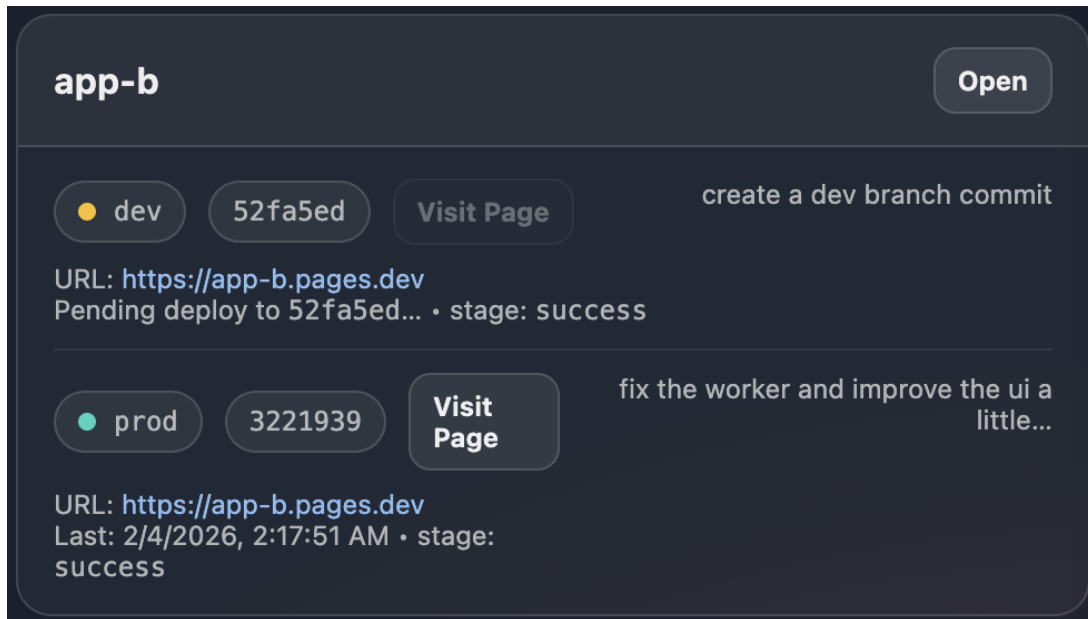 app-b
Open
dev
52fa5ed
Visit Page
create a dev branch commit
URL: https://app-b.pages.dev
Pending deploy to 52fa5ed… • stage: success
prod
3221939
Visit
Page
fix the worker and improve the ui a
little…
URL: https://app-b.pages.dev
Last: 2/4/2026, 2:17:51 AM • stage:
success